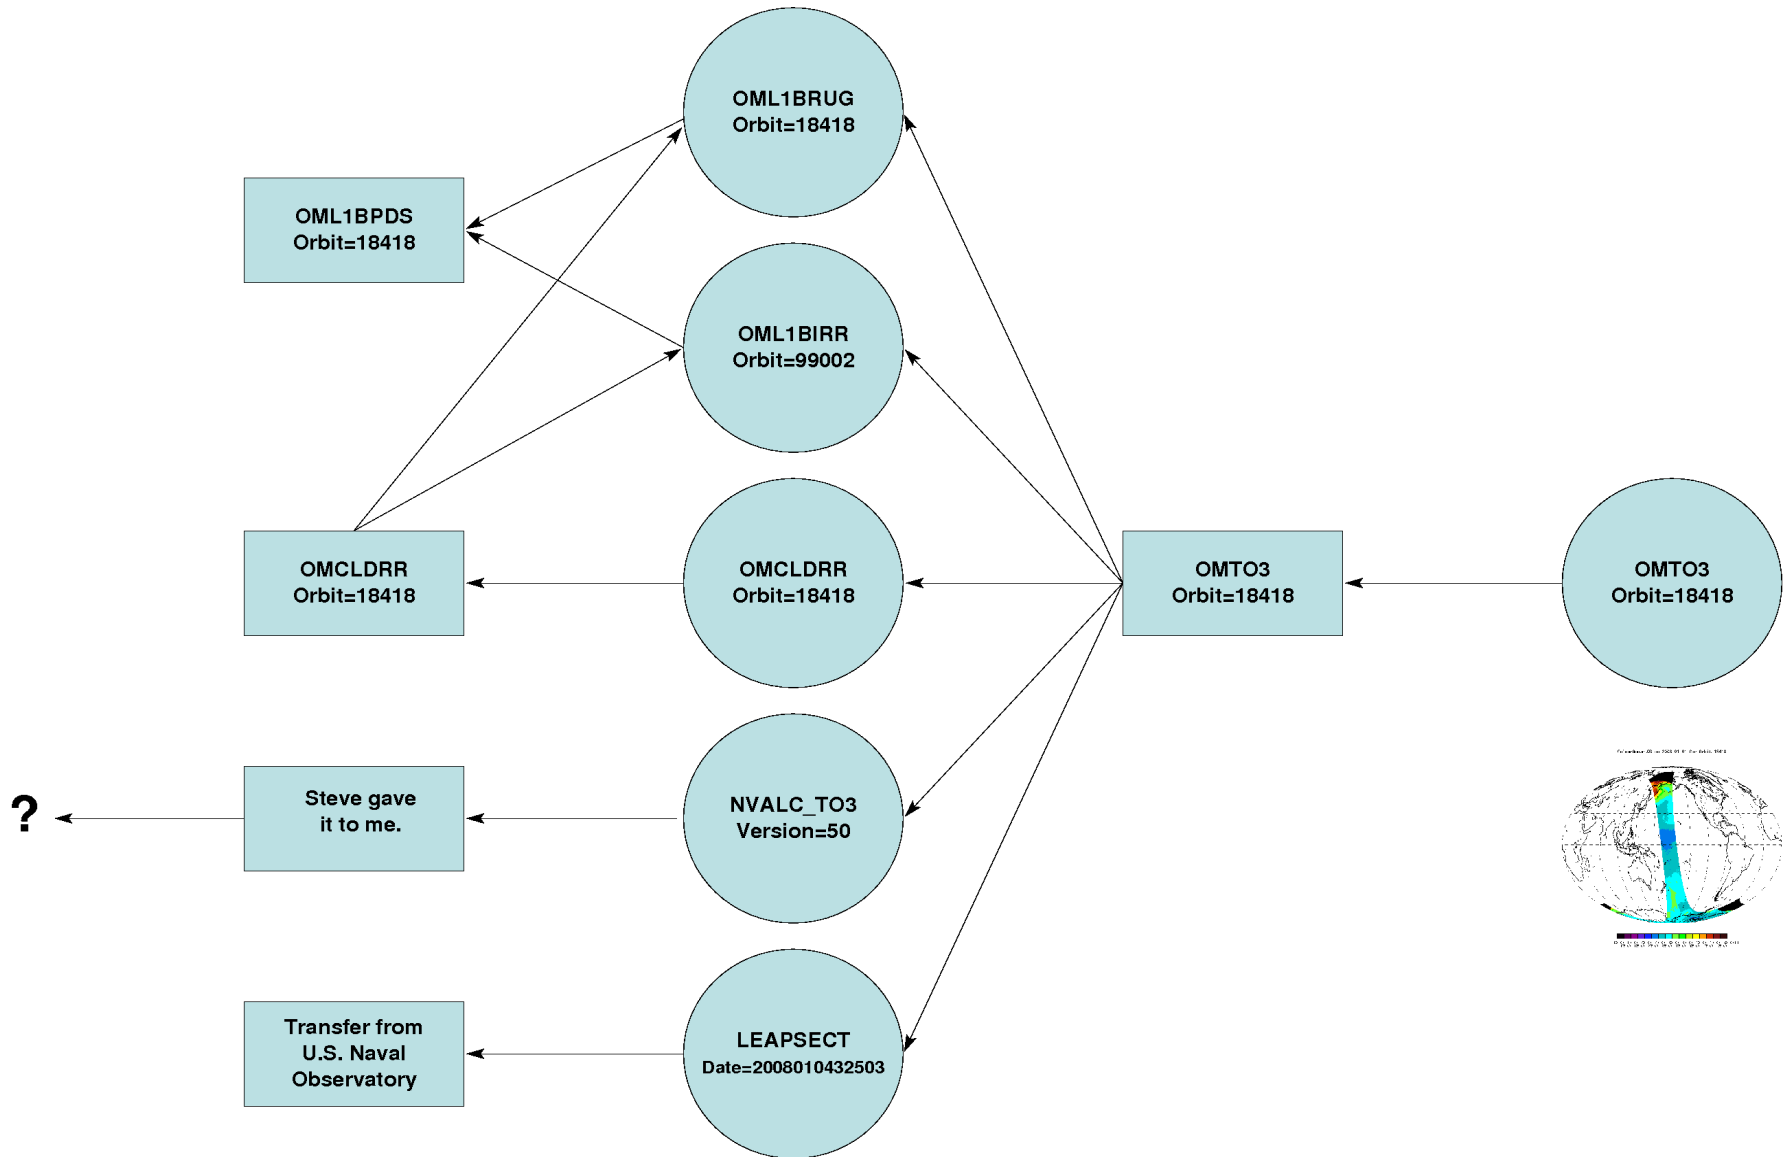 OML1BRUG
Orbit=18418
OML1BPDS
Orbit=18418
OML1BIRR
Orbit=99002
OMCLDRR
Orbit=18418
OMCLDRR
Orbit=18418
OMTO3
Orbit=18418
OMTO3
Orbit=18418
?
Steve gave
it to me.
NVALC_TO3
Version=50
Transfer from
U.S. Naval
Observatory
LEAPSECT
Date=2008010432503